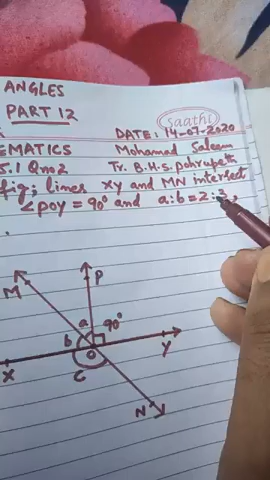 ANGLES
PART 12
Saathi
DATE: 14-07-2020
EMATICS Mohamad Saleem
5.1 Qno2 Tr. B.H.S. pohrupeth
fig; lines XY and MN intersect
∠POY = 90° and a:b = 2:3
M
P
a 90°
b
X O Y
C
N